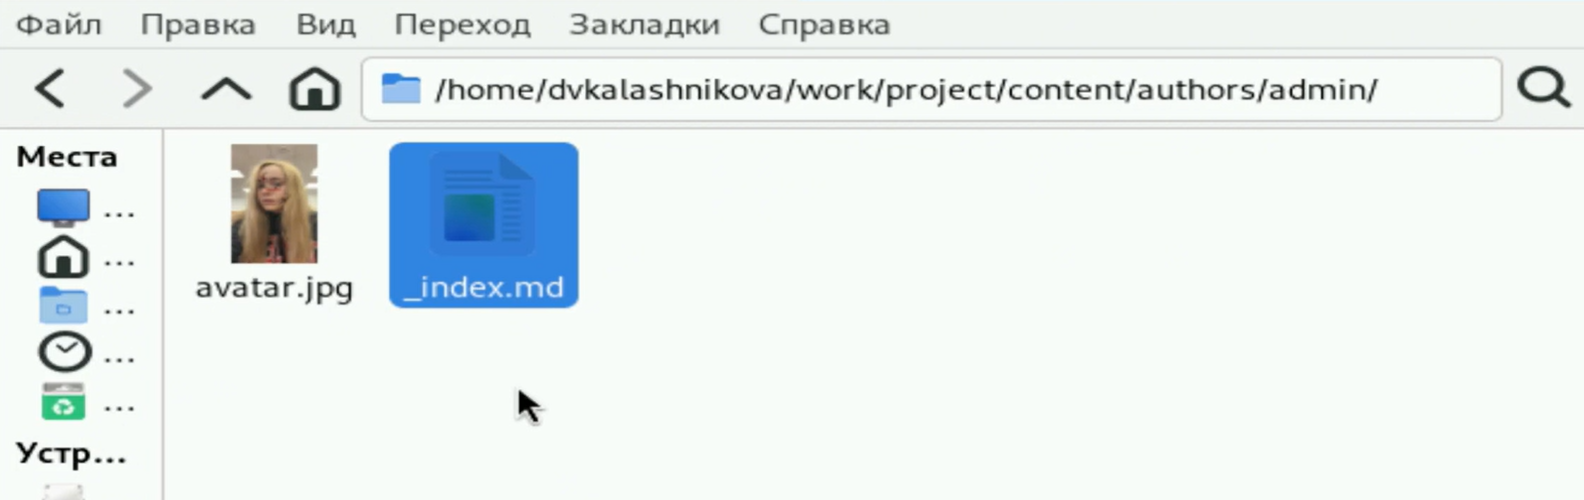 Файл Правка Вид Переход Закладки Справка
/home/dvkalashnikova/work/project/content/authors/admin/
Места
...
...
...
...
...
Устр...
avatar.jpg _index.md